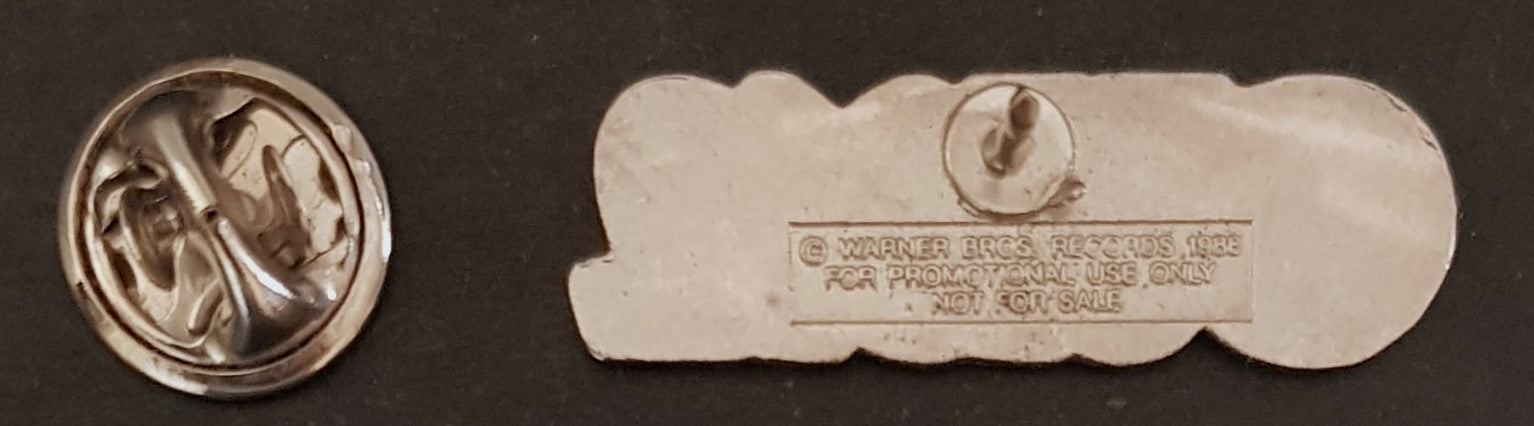 © WARNER BROS. RECORDS 1988
FOR PROMOTIONAL USE ONLY
NOT FOR SALE